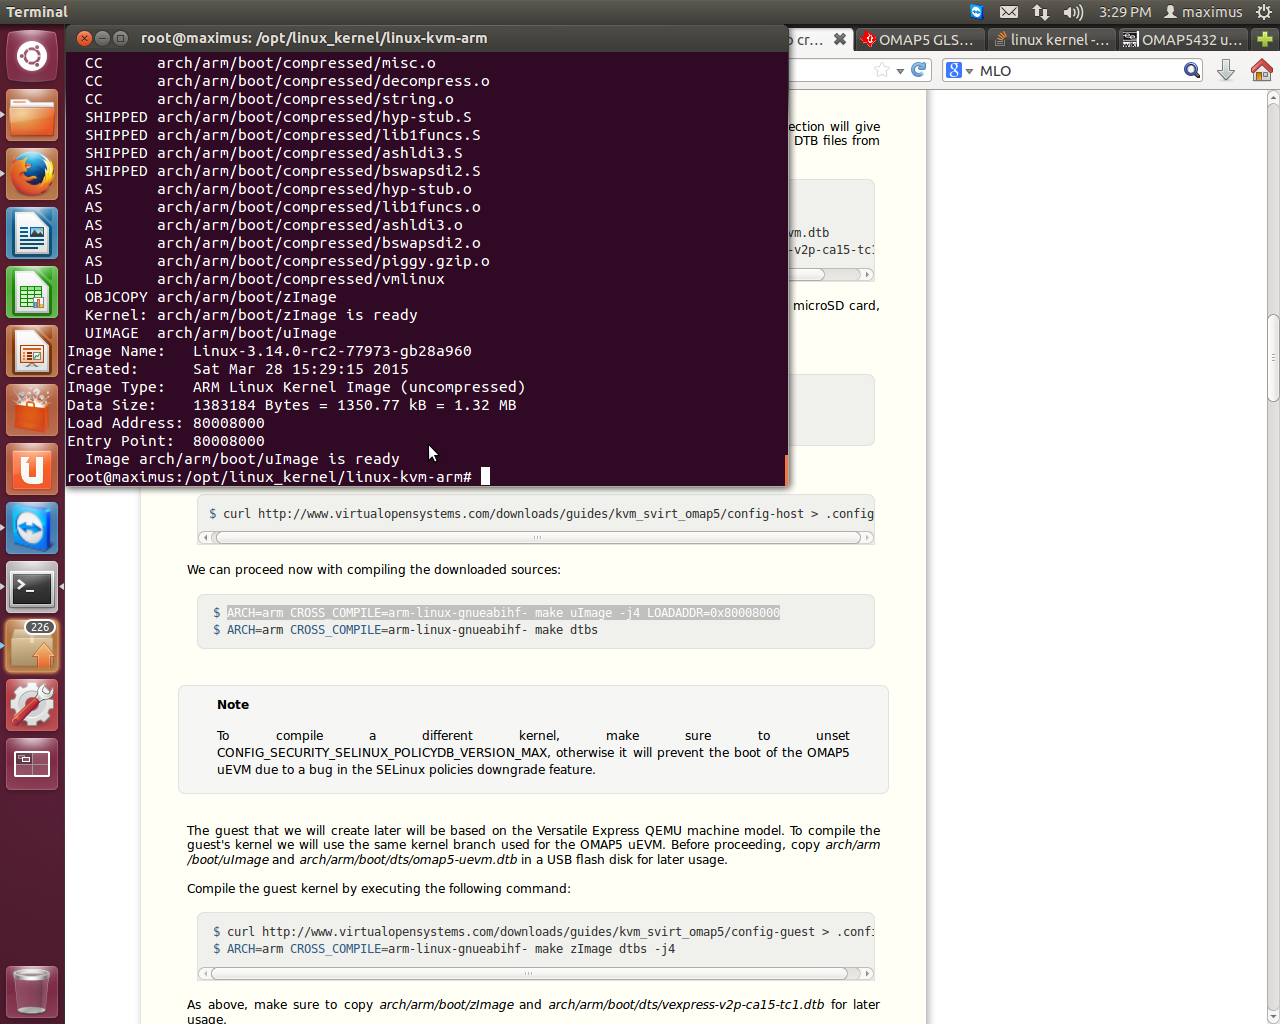 Terminal
3:29 PM
maximus
root@maximus: /opt/linux_kernel/linux-kvm-arm
CC arch/arm/boot/compressed/misc.o
CC arch/arm/boot/compressed/decompress.o
CC arch/arm/boot/compressed/string.o
SHIPPED arch/arm/boot/compressed/hyp-stub.S
SHIPPED arch/arm/boot/compressed/lib1funcs.S
SHIPPED arch/arm/boot/compressed/ashldi3.S
SHIPPED arch/arm/boot/compressed/bswapsdi2.S
AS arch/arm/boot/compressed/hyp-stub.o
AS arch/arm/boot/compressed/lib1funcs.o
AS arch/arm/boot/compressed/ashldi3.o
AS arch/arm/boot/compressed/bswapsdi2.o
AS arch/arm/boot/compressed/piggy.gzip.o
LD arch/arm/boot/compressed/vmlinux
OBJCOPY arch/arm/boot/zImage
Kernel: arch/arm/boot/zImage is ready
UIMAGE arch/arm/boot/uImage
Image Name: Linux-3.14.0-rc2-77973-gb28a960
Created: Sat Mar 28 15:29:15 2015
Image Type: ARM Linux Kernel Image (uncompressed)
Data Size: 1383184 Bytes = 1350.77 kB = 1.32 MB
Load Address: 80008000
Entry Point: 80008000
Image arch/arm/boot/uImage is ready
root@maximus:/opt/linux_kernel/linux-kvm-arm#
o cr...
OMAP5 GLS...
linux kernel -...
OMAP5432 u...
MLO
ection will give
DTB files from
vm.dtb
-v2p-ca15-tc1
microSD card,
$ curl http://www.virtualopensystems.com/downloads/guides/kvm_svirt_omap5/config-host > .config
We can proceed now with compiling the downloaded sources:
$ ARCH=arm CROSS_COMPILE=arm-linux-gnueabihf- make uImage -j4 LOADADDR=0x80008000
$ ARCH=arm CROSS_COMPILE=arm-linux-gnueabihf- make dtbs
226
Note
To compile a different kernel, make sure to unset
CONFIG_SECURITY_SELINUX_POLICYDB_VERSION_MAX, otherwise it will prevent the boot of the OMAP5
uEVM due to a bug in the SELinux policies downgrade feature.
The guest that we will create later will be based on the Versatile Express QEMU machine model. To compile the
guest's kernel we will use the same kernel branch used for the OMAP5 uEVM. Before proceeding, copy arch/arm
/boot/uImage and arch/arm/boot/dts/omap5-uevm.dtb in a USB flash disk for later usage.
Compile the guest kernel by executing the following command:
$ curl http://www.virtualopensystems.com/downloads/guides/kvm_svirt_omap5/config-guest > .confi
$ ARCH=arm CROSS_COMPILE=arm-linux-gnueabihf- make zImage dtbs -j4
As above, make sure to copy arch/arm/boot/zImage and arch/arm/boot/dts/vexpress-v2p-ca15-tc1.dtb for later
usage.